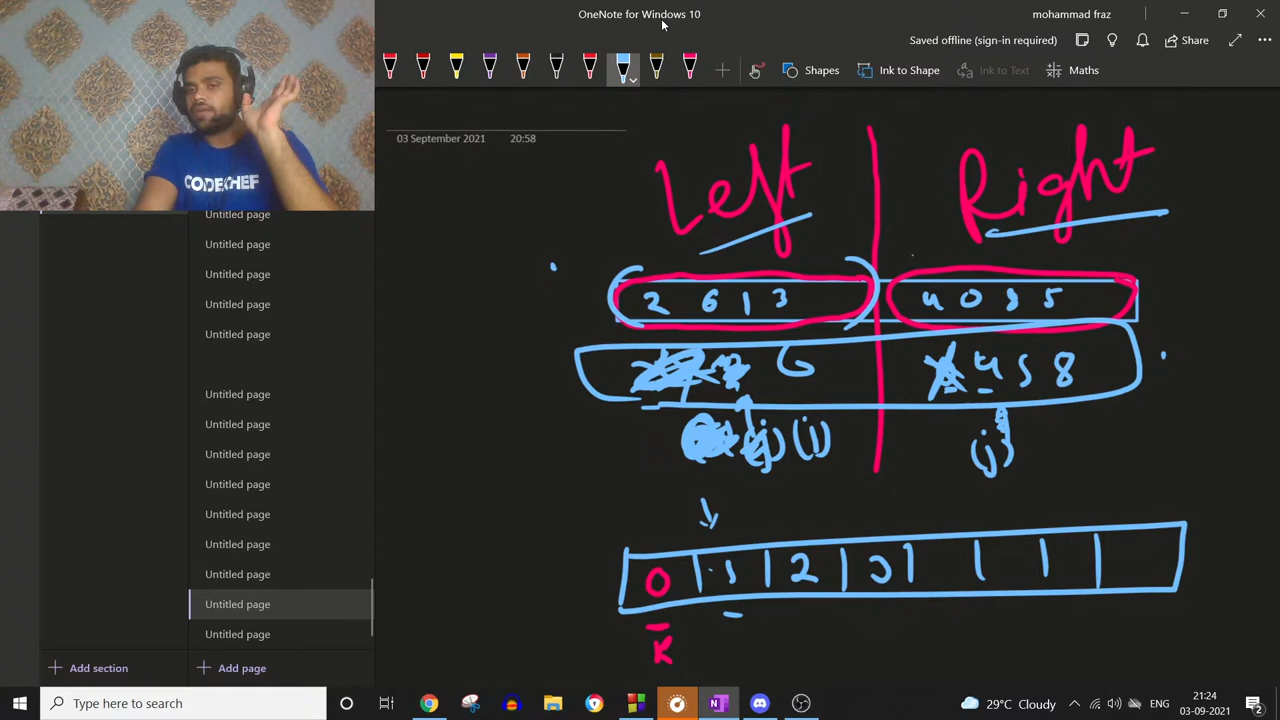 OneNote for Windows 10
mohammad fraz
Saved offline (sign-in required)
Share
Shapes
Ink to Shape
Ink to Text
Maths
CODECHEF
03 September 2021 20:58
Left Right
2 6 1 3 4 0 8 5
6 4 5 8
(j) (i) (j)
0 1 2 3
K
Untitled page
Untitled page
Untitled page
Untitled page
Untitled page
Untitled page
Untitled page
Untitled page
Untitled page
Untitled page
Untitled page
Untitled page
Untitled page
Untitled page
Add section
Add page
Type here to search
29°C Cloudy
ENG
21:24
03-09-2021
2